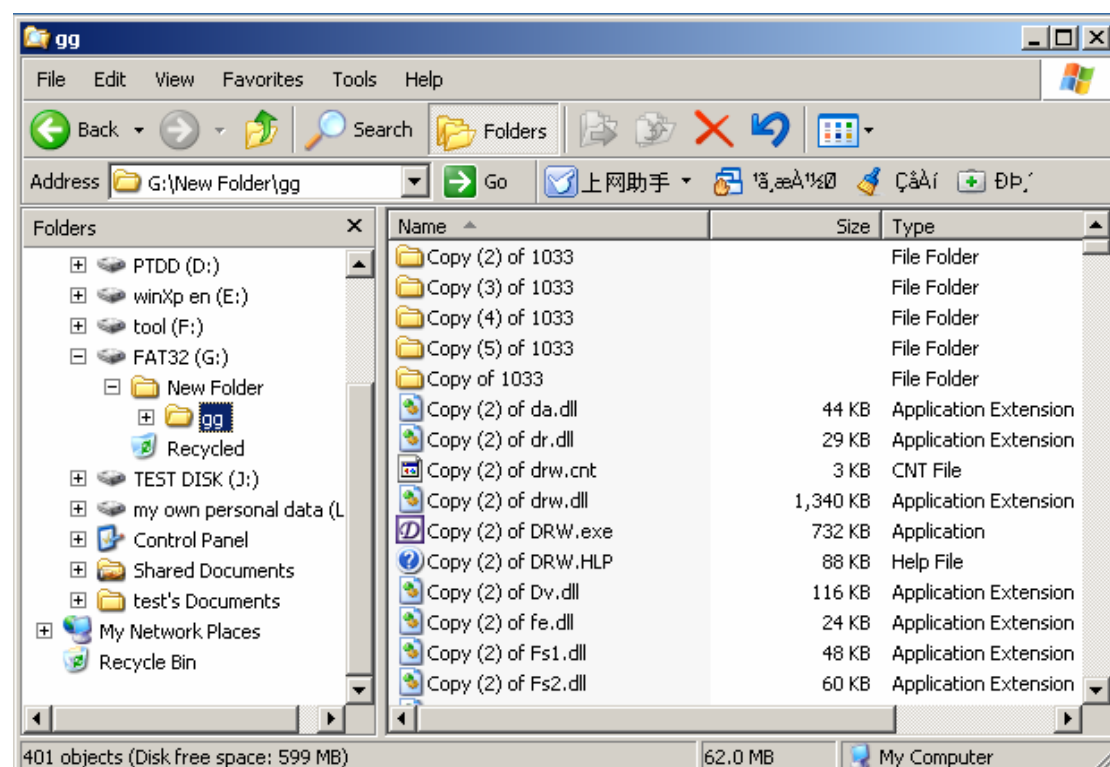 gg
File Edit View Favorites Tools Help
Back Search Folders
Address G:\New Folder\gg Go 上网助手 ¹ã¸æÀ¹½Ø ÇåÀí ÐÞ¸´
Folders
PTDD (D:)
winXp en (E:)
tool (F:)
FAT32 (G:)
New Folder
gg
Recycled
TEST DISK (J:)
my own personal data (L
Control Panel
Shared Documents
test's Documents
My Network Places
Recycle Bin
Name Size Type
Copy (2) of 1033 File Folder
Copy (3) of 1033 File Folder
Copy (4) of 1033 File Folder
Copy (5) of 1033 File Folder
Copy of 1033 File Folder
Copy (2) of da.dll 44 KB Application Extension
Copy (2) of dr.dll 29 KB Application Extension
Copy (2) of drw.cnt 3 KB CNT File
Copy (2) of drw.dll 1,340 KB Application Extension
Copy (2) of DRW.exe 732 KB Application
Copy (2) of DRW.HLP 88 KB Help File
Copy (2) of Dv.dll 116 KB Application Extension
Copy (2) of fe.dll 24 KB Application Extension
Copy (2) of Fs1.dll 48 KB Application Extension
Copy (2) of Fs2.dll 60 KB Application Extension
401 objects (Disk free space: 599 MB) 62.0 MB My Computer